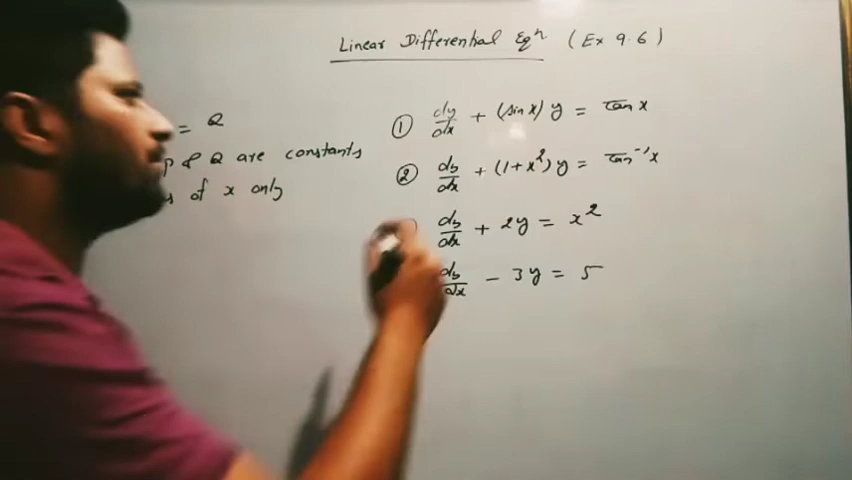 Linear Differential Eqⁿ (Ex 9.6)
= Q
P & Q are constants
of x only
① dy/dx + (sin x) y = tan x
② dy/dx + (1+x²) y = tan⁻¹ x
dy/dx + 2y = x²
dy/dx - 3y = 5